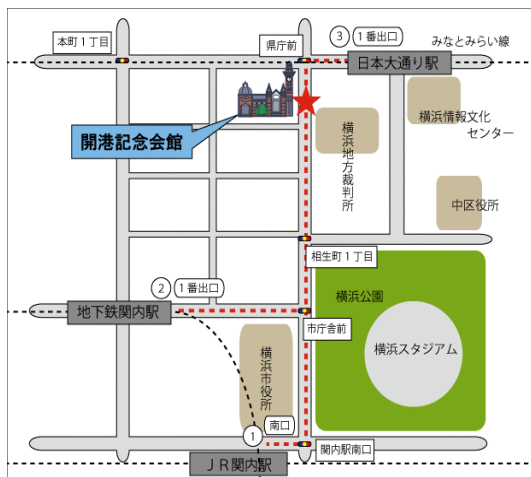 本町1丁目
県庁前
3
1番出口
みなとみらい線
日本大通り駅
開港記念会館
横浜地方裁判所
横浜情報文化
センター
中区役所
相生町1丁目
2
1番出口
地下鉄関内駅
市庁舎前
横浜公園
横浜スタジアム
横浜市役所
南口
1
関内駅南口
JR関内駅